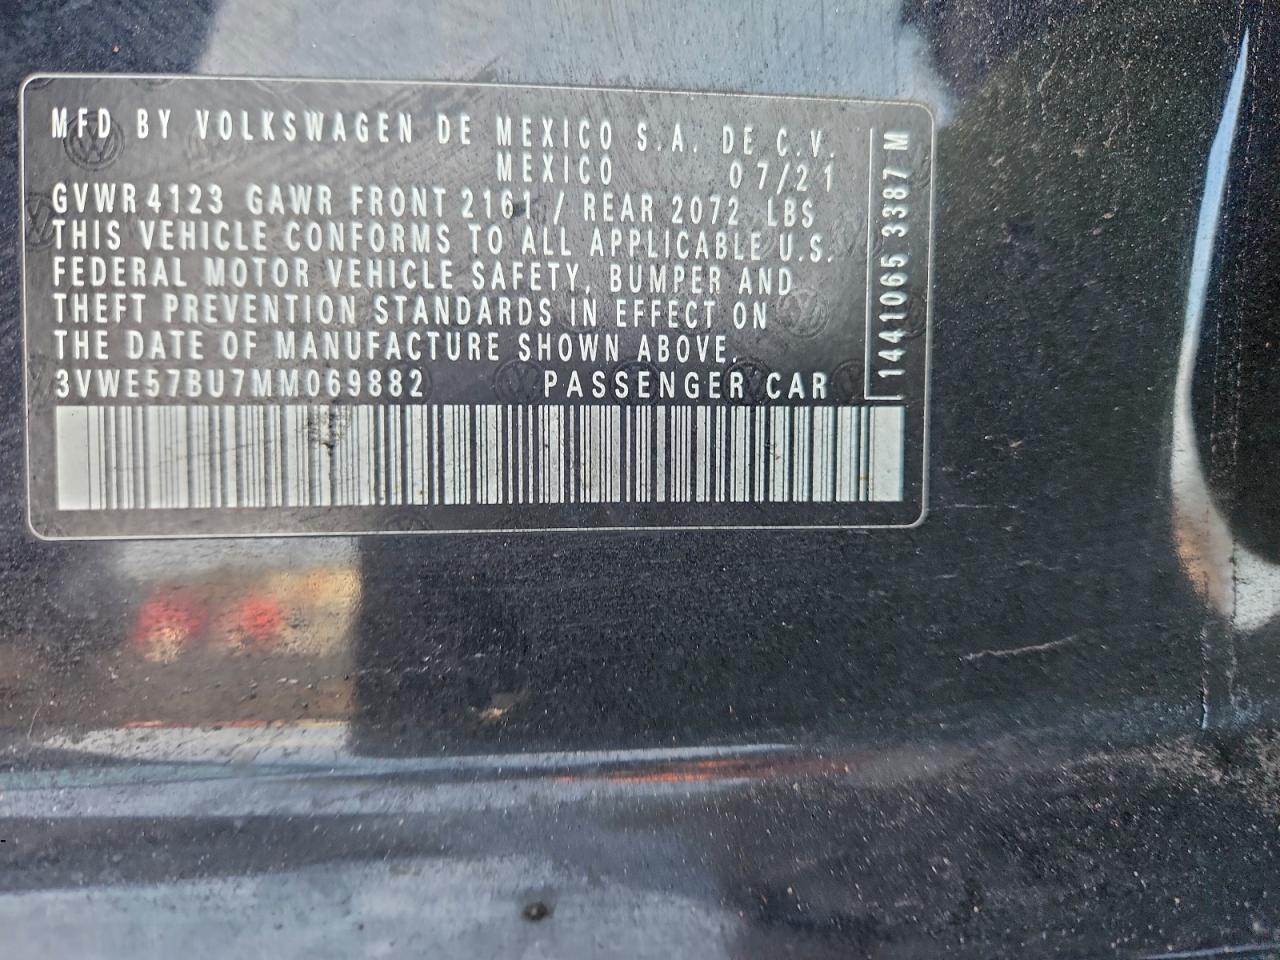 MFD BY VOLKSWAGEN DE MEXICO S.A. DE C.V.
MEXICO 07/21
GVWR 4123 GAWR FRONT 2161 / REAR 2072 LBS
THIS VEHICLE CONFORMS TO ALL APPLICABLE U.S.
FEDERAL MOTOR VEHICLE SAFETY, BUMPER AND
THEFT PREVENTION STANDARDS IN EFFECT ON
THE DATE OF MANUFACTURE SHOWN ABOVE.
3VWE57BU7MM069882 PASSENGER CAR
1441065 3387 M